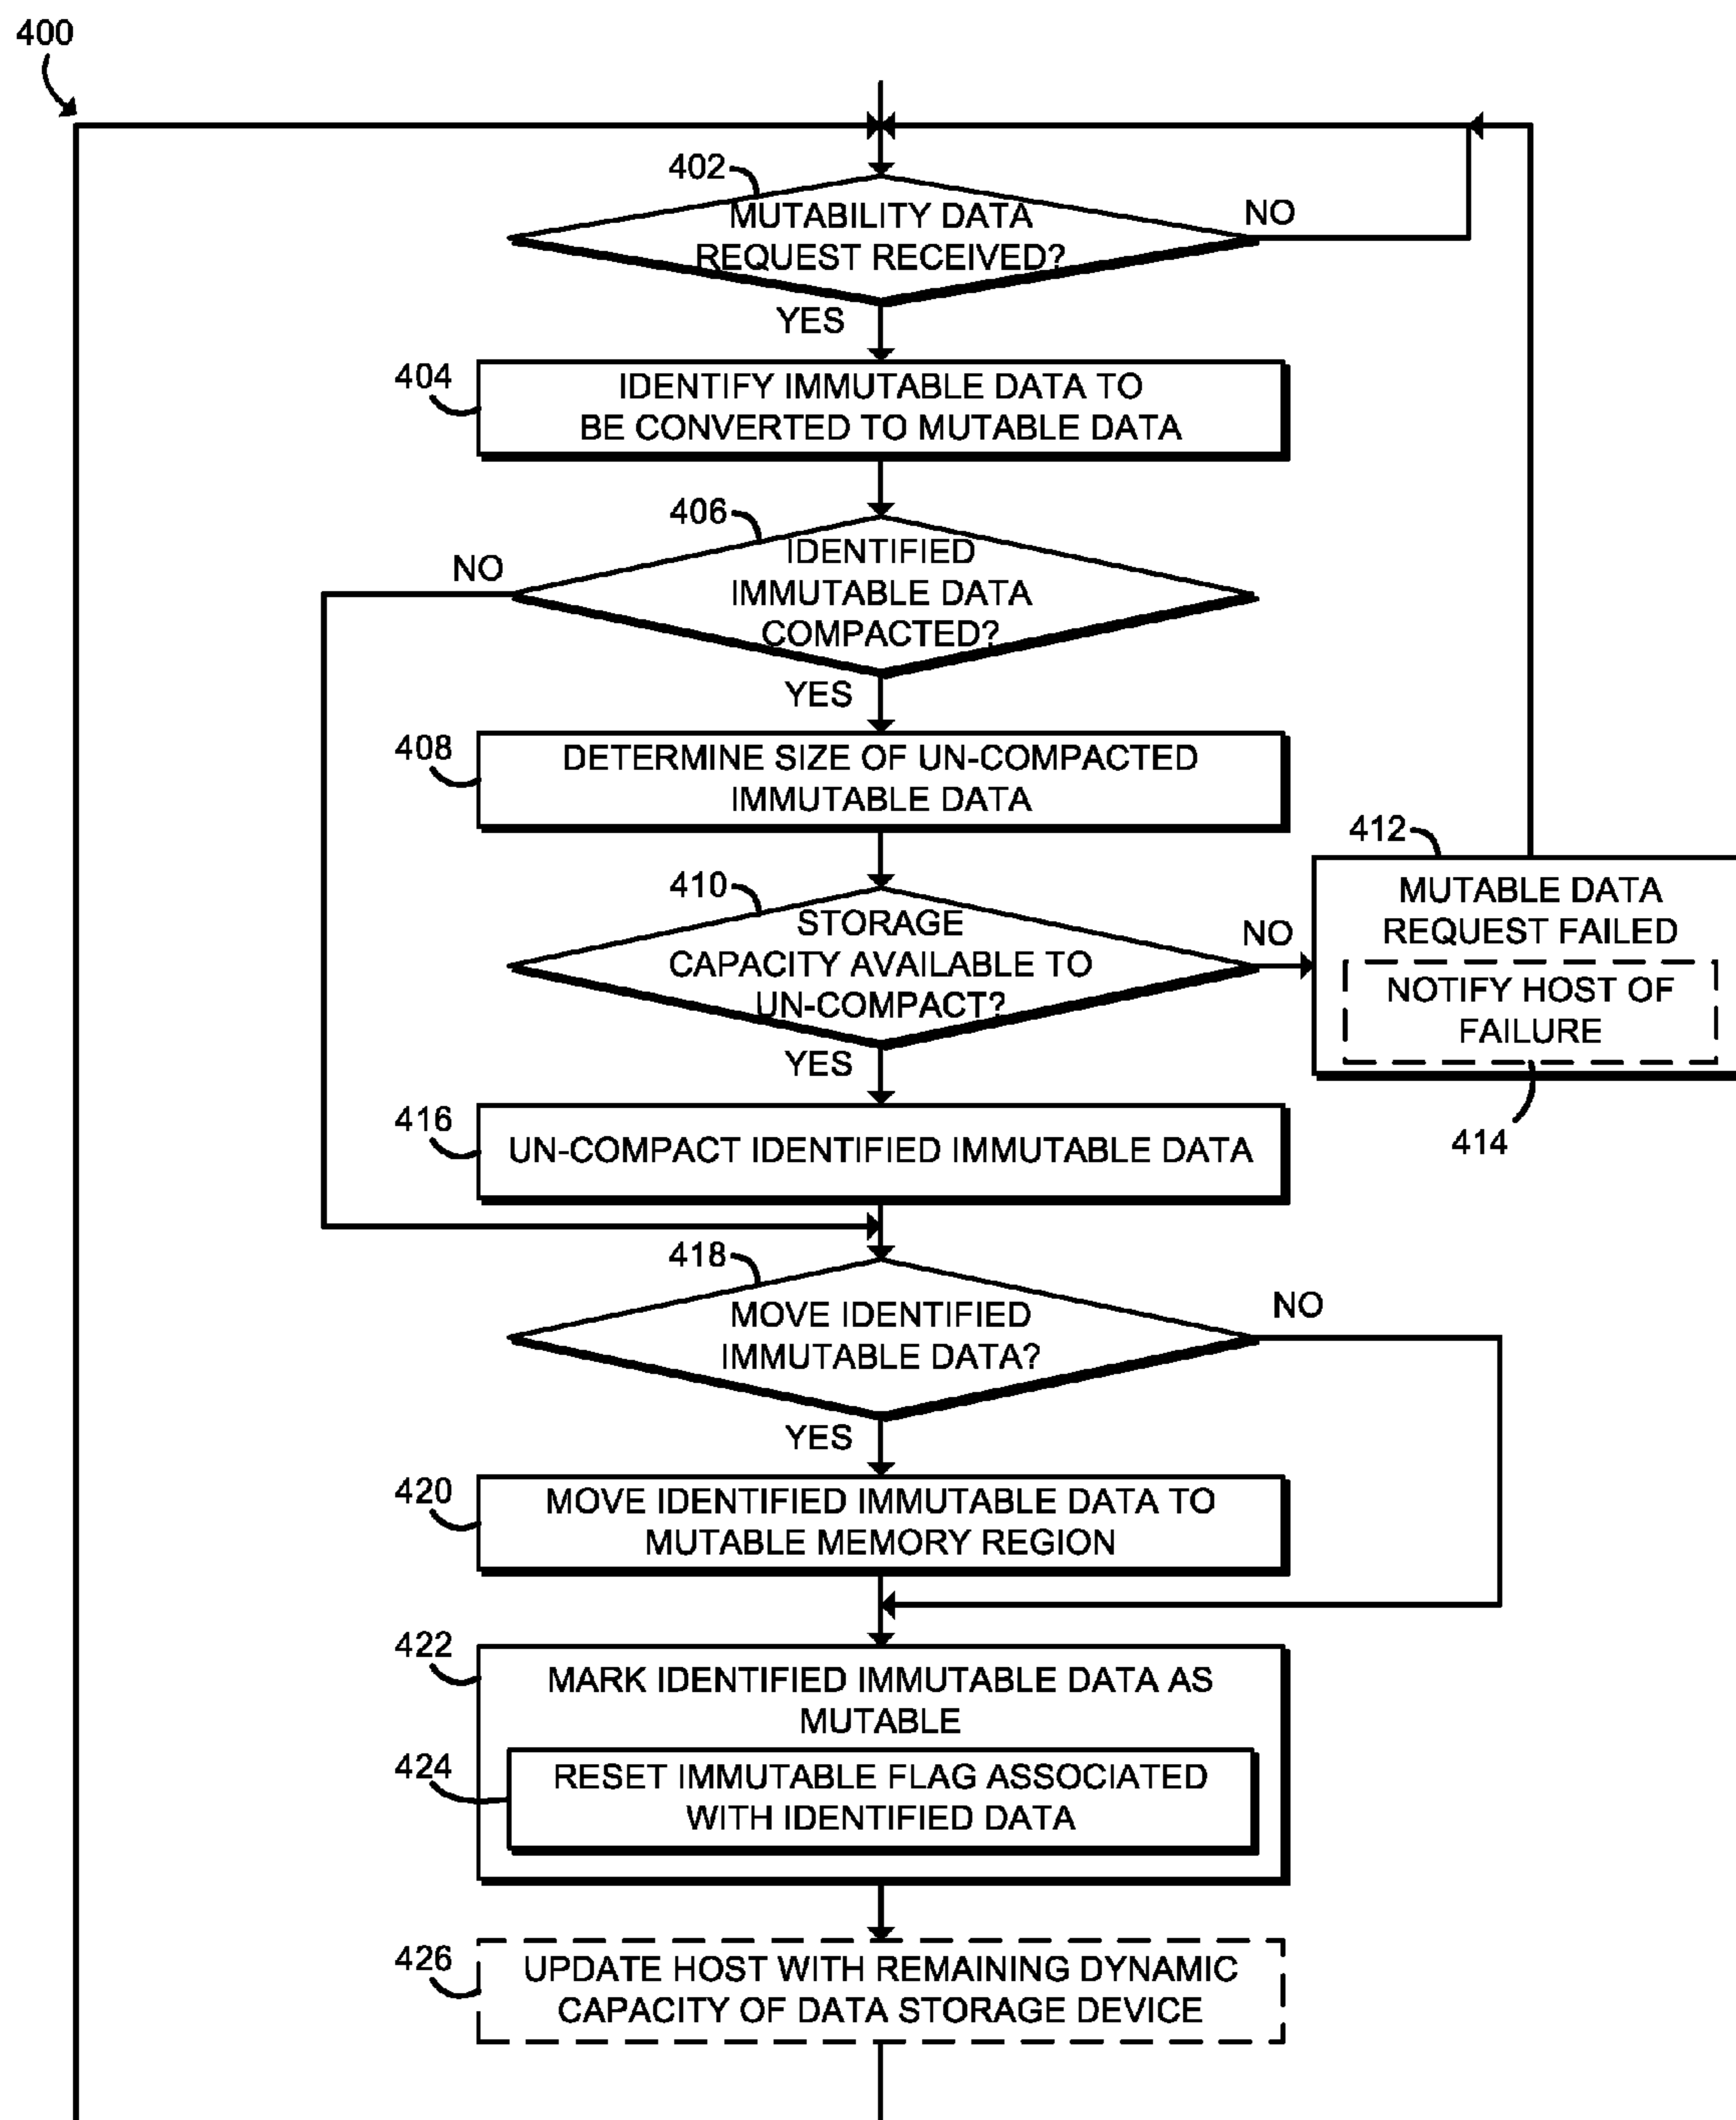 400
402
MUTABILITY DATA
REQUEST RECEIVED?
NO
YES
404
IDENTIFY IMMUTABLE DATA TO
BE CONVERTED TO MUTABLE DATA
406
IDENTIFIED
IMMUTABLE DATA
COMPACTED?
NO
YES
408
DETERMINE SIZE OF UN-COMPACTED
IMMUTABLE DATA
410
STORAGE
CAPACITY AVAILABLE TO
UN-COMPACT?
NO
YES
412
MUTABLE DATA
REQUEST FAILED
NOTIFY HOST OF
FAILURE
414
416
UN-COMPACT IDENTIFIED IMMUTABLE DATA
418
MOVE IDENTIFIED
IMMUTABLE DATA?
NO
YES
420
MOVE IDENTIFIED IMMUTABLE DATA TO
MUTABLE MEMORY REGION
422
MARK IDENTIFIED IMMUTABLE DATA AS
MUTABLE
424
RESET IMMUTABLE FLAG ASSOCIATED
WITH IDENTIFIED DATA
426
UPDATE HOST WITH REMAINING DYNAMIC
CAPACITY OF DATA STORAGE DEVICE